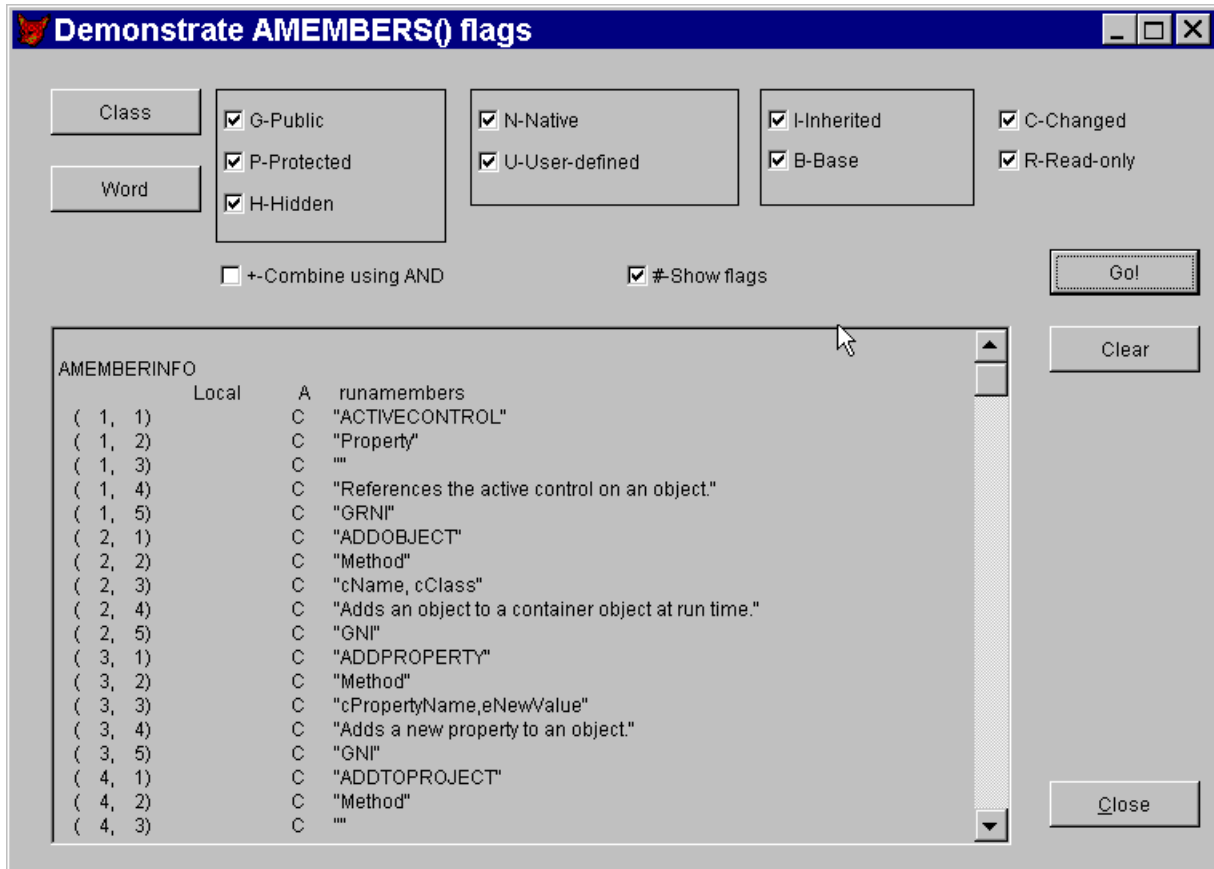 Demonstrate AMEMBERS() flags
Class
Word
G-Public
P-Protected
H-Hidden
N-Native
U-User-defined
I-Inherited
B-Base
C-Changed
R-Read-only
+-Combine using AND
#-Show flags
Go!
Clear
Close
AMEMBERINFO
Local A runamembers
( 1, 1) C "ACTIVECONTROL"
( 1, 2) C "Property"
( 1, 3) C ""
( 1, 4) C "References the active control on an object."
( 1, 5) C "GRNI"
( 2, 1) C "ADDOBJECT"
( 2, 2) C "Method"
( 2, 3) C "cName, cClass"
( 2, 4) C "Adds an object to a container object at run time."
( 2, 5) C "GNI"
( 3, 1) C "ADDPROPERTY"
( 3, 2) C "Method"
( 3, 3) C "cPropertyName,eNewValue"
( 3, 4) C "Adds a new property to an object."
( 3, 5) C "GNI"
( 4, 1) C "ADDTOPROJECT"
( 4, 2) C "Method"
( 4, 3) C ""